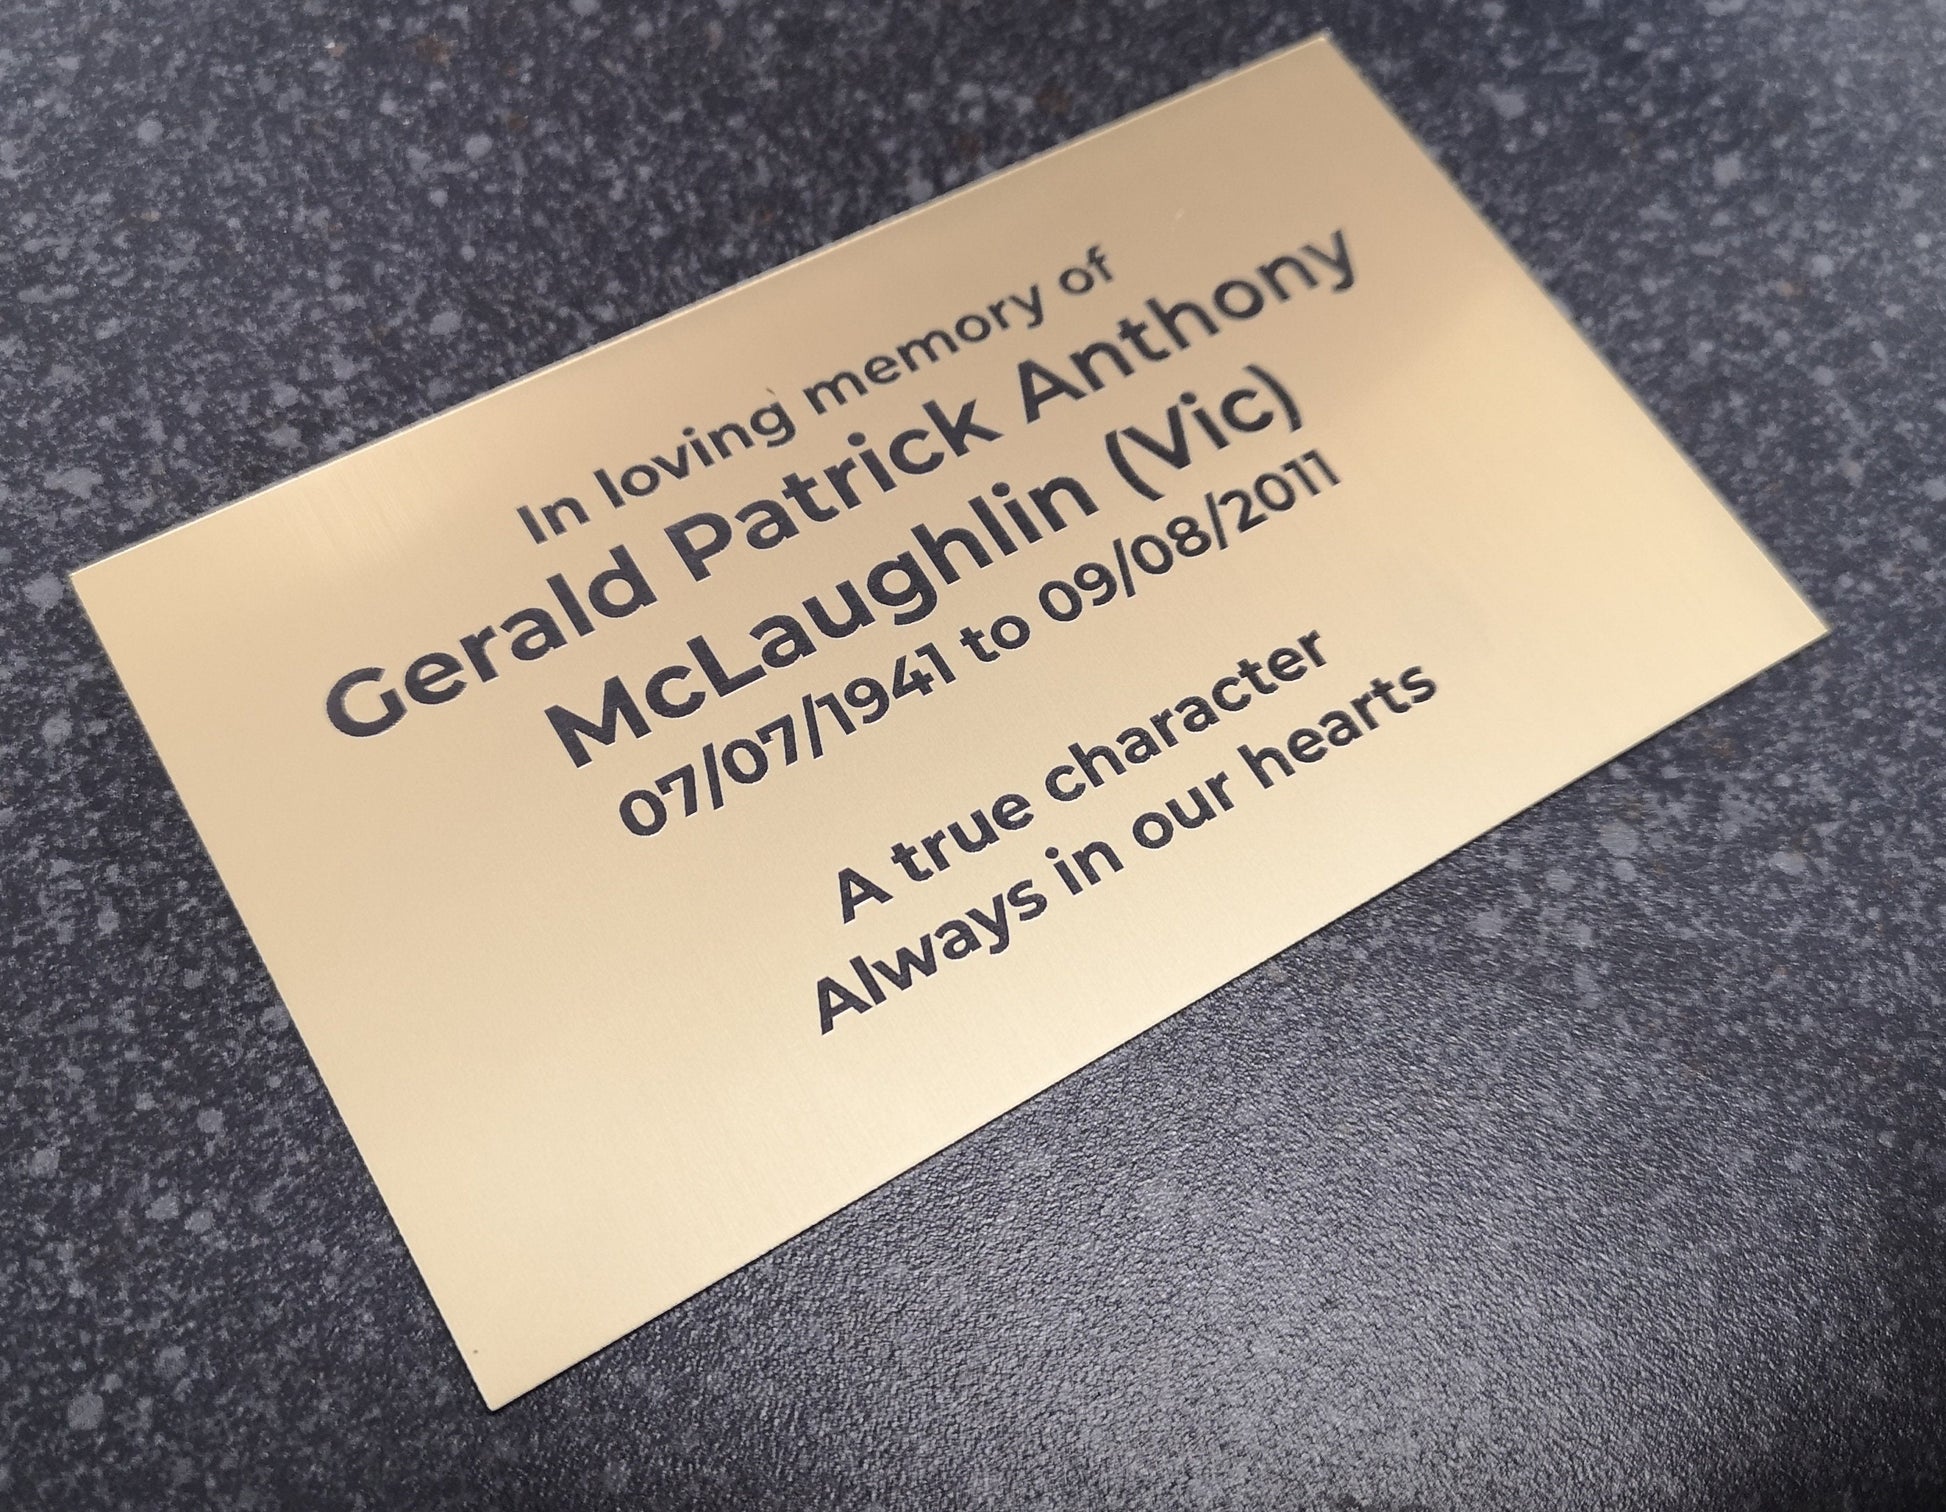 In loving memory of
Gerald Patrick Anthony
McLaughlin (Vic)
07/07/1941 to 09/08/2011
A true character
Always in our hearts